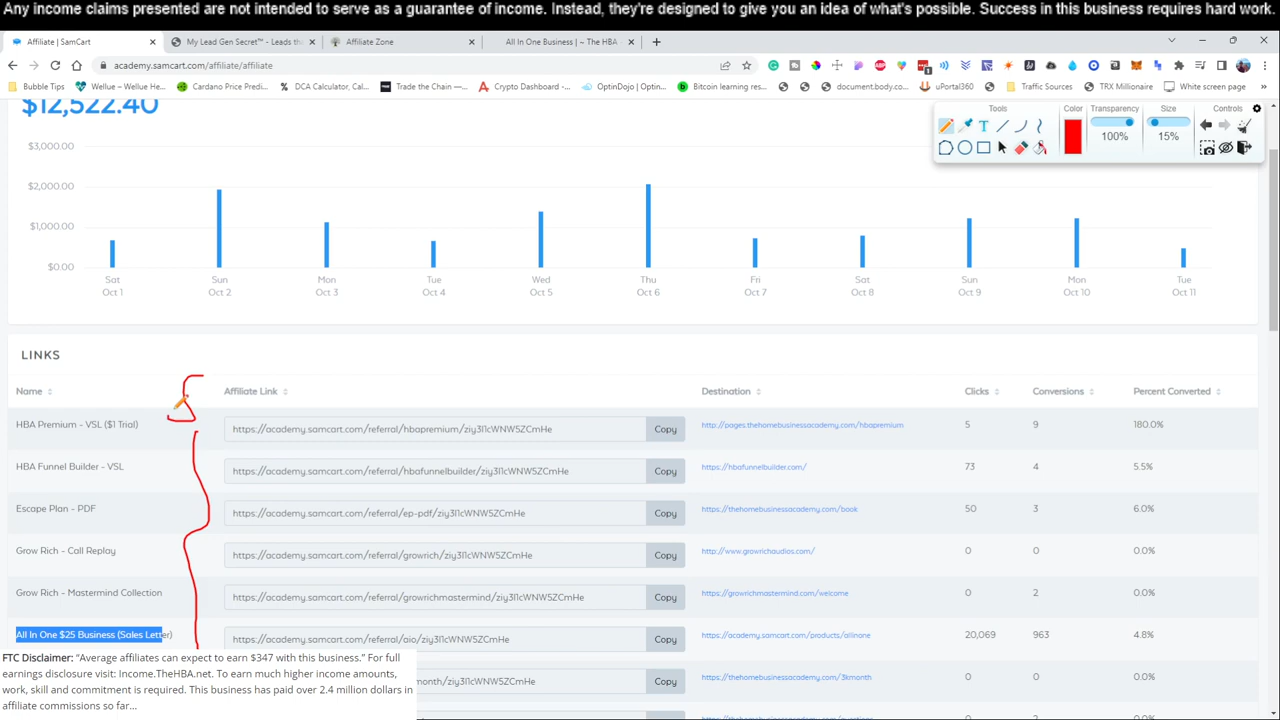 Any income claims presented are not intended to serve as a guarantee of income. Instead, they're designed to give you an idea of what's possible. Success in this business requires hard work.
Affiliate | SamCart
My Lead Gen Secret™ - Leads th
Affiliate Zone
All In One Business | ~ The HBA
academy.samcart.com/affiliate/affiliate
Bubble Tips
Wellue – Wellue He...
Cardano Price Predi...
DCA Calculator, Cal...
Trade the Chain —...
Crypto Dashboard -...
OptinDojo | Optin...
Bitcoin learning res...
document.body.co...
uPortal360
Traffic Sources
TRX Millionaire
White screen page
Tools
Color
Transparency
Size
Controls
100%
15%
$12,522.40
$3,000.00
$2,000.00
$1,000.00
$0.00
Sat Sun Mon Tue Wed Thu Fri Sat Sun Mon Tue
Oct 1 Oct 2 Oct 3 Oct 4 Oct 5 Oct 6 Oct 7 Oct 8 Oct 9 Oct 10 Oct 11
LINKS
Name Affiliate Link Destination Clicks Conversions Percent Converted
HBA Premium - VSL ($1 Trial) https://academy.samcart.com/referral/hbapremium/ziy3l1cWNW5ZCmHe Copy http://pages.thehomebusinessacademy.com/hbapremium 5 9 180.0%
HBA Funnel Builder - VSL https://academy.samcart.com/referral/hbafunnelbuilder/ziy3l1cWNW5ZCmHe Copy https://hbafunnelbuilder.com/ 73 4 5.5%
Escape Plan - PDF https://academy.samcart.com/referral/ep-pdf/ziy3l1cWNW5ZCmHe Copy https://thehomebusinessacademy.com/book 50 3 6.0%
Grow Rich - Call Replay https://academy.samcart.com/referral/growrich/ziy3l1cWNW5ZCmHe Copy http://www.growrichaudios.com/ 0 0 0.0%
Grow Rich - Mastermind Collection https://academy.samcart.com/referral/growrichmastermind/ziy3l1cWNW5ZCmHe Copy https://growrichmastermind.com/welcome 0 2 0.0%
All In One $25 Business (Sales Letter) https://academy.samcart.com/referral/aio/ziy3l1cWNW5ZCmHe Copy https://academy.samcart.com/products/allinone 20,069 963 4.8%
month/ziy3l1cWNW5ZCmHe Copy https://academy.samcart.com/products/3kmonth 0 0 0.0%
FTC Disclaimer: "Average affiliates can expect to earn $347 with this business." For full
earnings disclosure visit: Income.TheHBA.net. To earn much higher income amounts,
work, skill and commitment is required. This business has paid over 2.4 million dollars in
affiliate commissions so far...